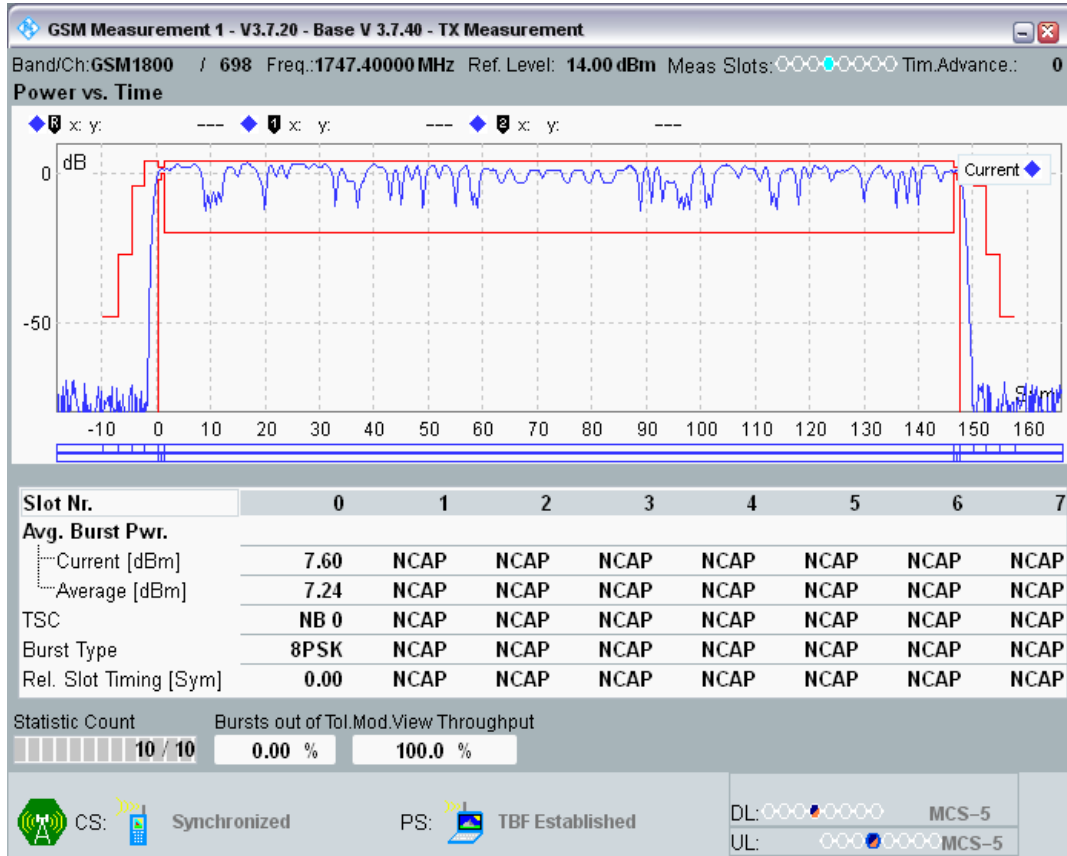 GSM Measurement 1 - V3.7.20 - Base V 3.7.40 - TX Measurement
Band/Ch:GSM1800 / 698 Freq.:1747.40000 MHz Ref. Level: 14.00 dBm Meas Slots: Tim.Advance.: 0
Power vs. Time
R x: y: --- 1 x: y: --- 2 x: y: ---
dB
0
Current
-50
Sym
-10 0 10 20 30 40 50 60 70 80 90 100 110 120 130 140 150 160
Slot Nr. 0 1 2 3 4 5 6 7
Avg. Burst Pwr.
Current [dBm] 7.60 NCAP NCAP NCAP NCAP NCAP NCAP NCAP
Average [dBm] 7.24 NCAP NCAP NCAP NCAP NCAP NCAP NCAP
TSC NB 0 NCAP NCAP NCAP NCAP NCAP NCAP NCAP
Burst Type 8PSK NCAP NCAP NCAP NCAP NCAP NCAP NCAP
Rel. Slot Timing [Sym] 0.00 NCAP NCAP NCAP NCAP NCAP NCAP NCAP
Statistic Count Bursts out of Tol.Mod.View Throughput
10 / 10 0.00 % 100.0 %
CS: Synchronized PS: TBF Established DL: MCS-5
UL: MCS-5